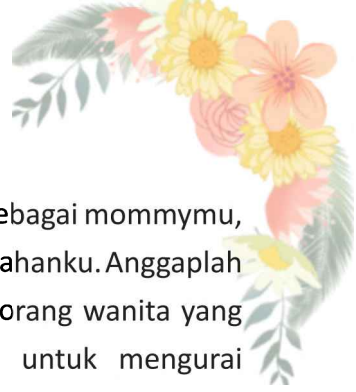 ebagai mommymu,
ahanku. Anggaplah
orang wanita yang
untuk mengurai